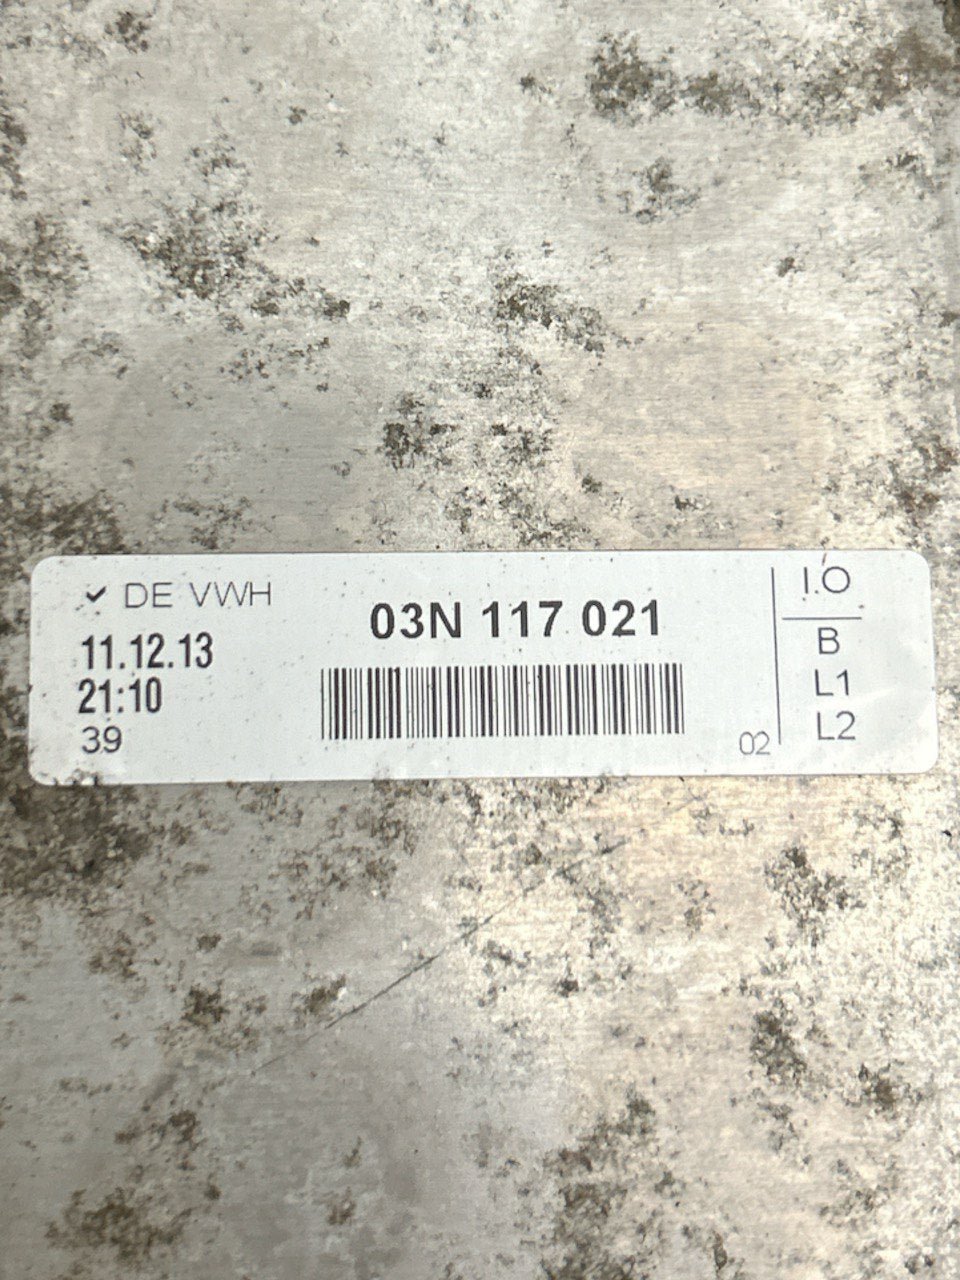 ✓ DE VWH
11.12.13
21:10
39
03N 117 021
02
I.O
B
L1
L2